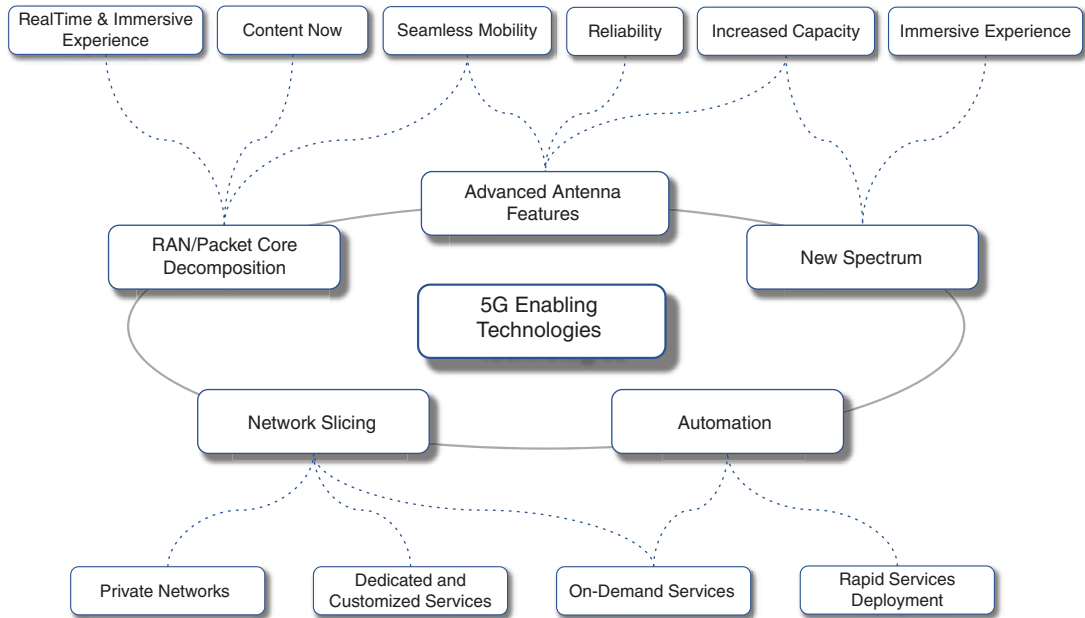 RealTime & Immersive
Experience
Content Now
Seamless Mobility
Reliability
Increased Capacity
Immersive Experience
Advanced Antenna
Features
RAN/Packet Core
Decomposition
New Spectrum
5G Enabling
Technologies
Network Slicing
Automation
Private Networks
Dedicated and
Customized Services
On-Demand Services
Rapid Services
Deployment